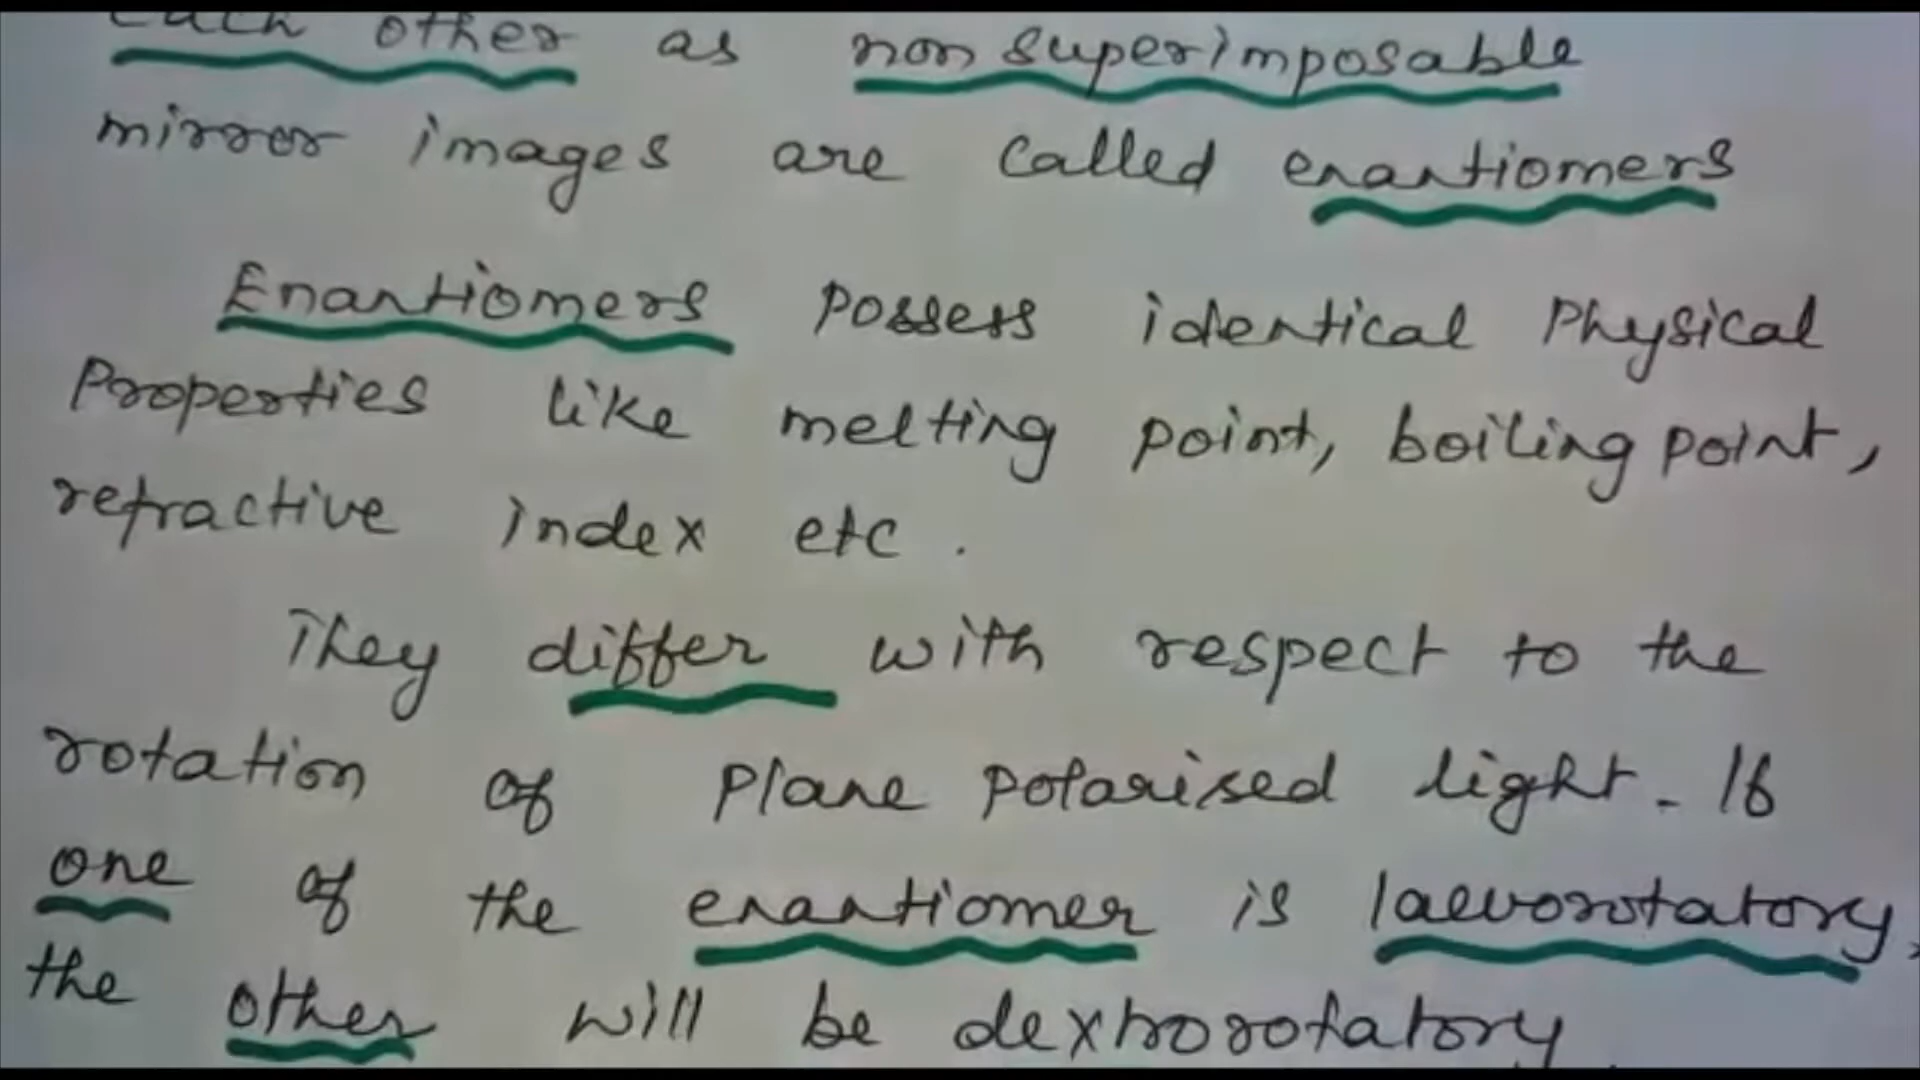 each other as non superimposable
mirror images are called enantiomers
Enantiomers possess identical Physical
Properties like melting point, boiling point,
refractive index etc.
They differ with respect to the
rotation of plane polarised light. If
one of the enantiomer is laevorotatory,
the other will be dextrorotatory.